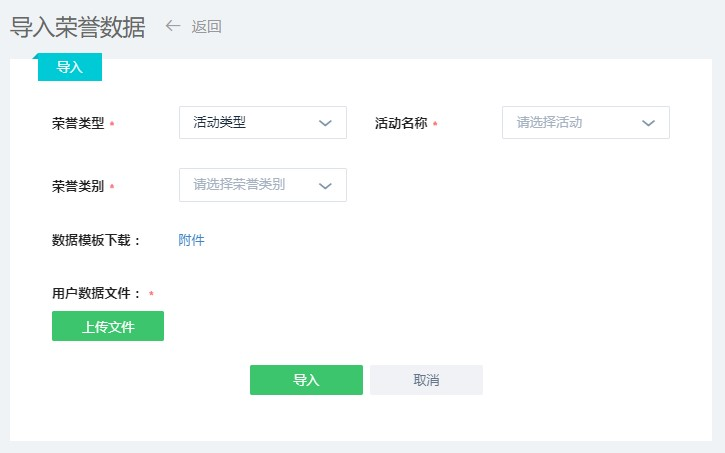 导入荣誉数据 返回
导入
荣誉类型 * 活动类型 活动名称 * 请选择活动
荣誉类别 * 请选择荣誉类别
数据模板下载： 附件
用户数据文件： *
上传文件
导入 取消